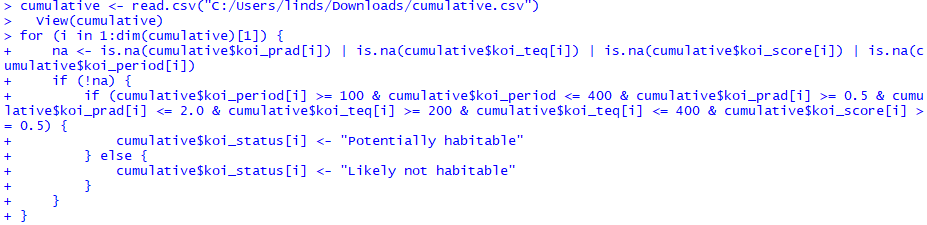 > cumulative <- read.csv("C:/Users/linds/Downloads/cumulative.csv")
>   View(cumulative)
> for (i in 1:dim(cumulative)[1]) {
+     na <- is.na(cumulative$koi_prad[i]) | is.na(cumulative$koi_teq[i]) | is.na(cumulative$koi_score[i]) | is.na(c
umulative$koi_period[i])
+     if (!na) {
+         if (cumulative$koi_period[i] >= 100 & cumulative$koi_period <= 400 & cumulative$koi_prad[i] >= 0.5 & cumu
lative$koi_prad[i] <= 2.0 & cumulative$koi_teq[i] >= 200 & cumulative$koi_teq[i] <= 400 & cumulative$koi_score[i] >
= 0.5) {
+             cumulative$koi_status[i] <- "Potentially habitable"
+         } else {
+             cumulative$koi_status[i] <- "Likely not habitable"
+         }
+     }
+ }